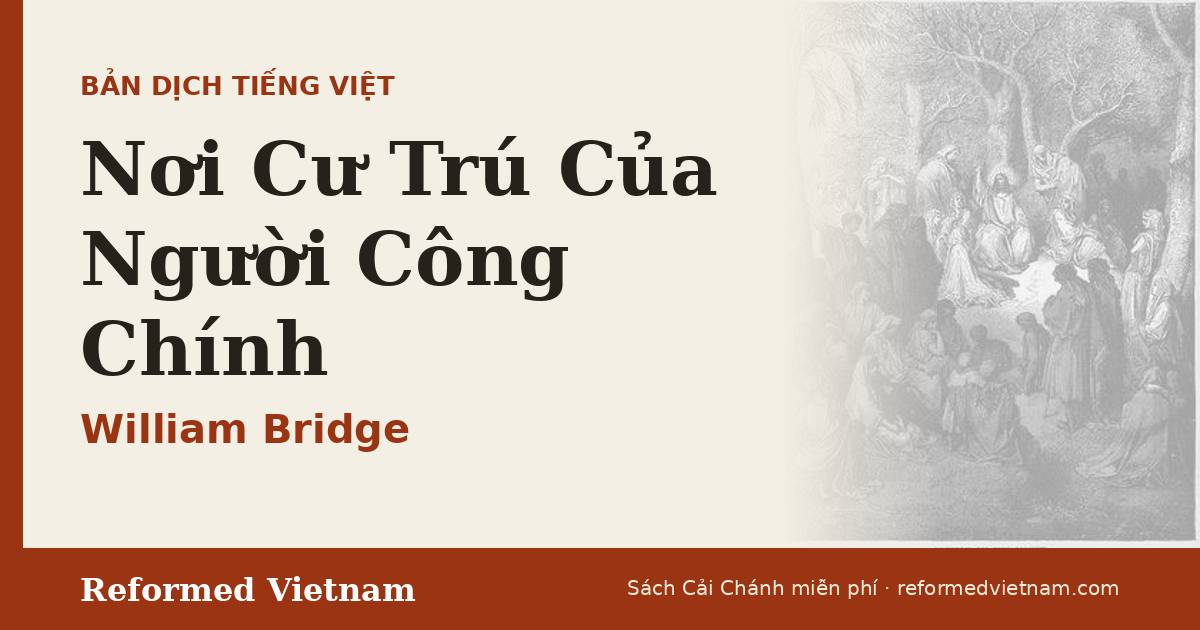 BẢN DỊCH TIẾNG VIỆT
Nơi Cư Trú Của
Người Công
Chính
William Bridge
Reformed Vietnam
Sách Cải Chánh miễn phí · reformedvietnam.com